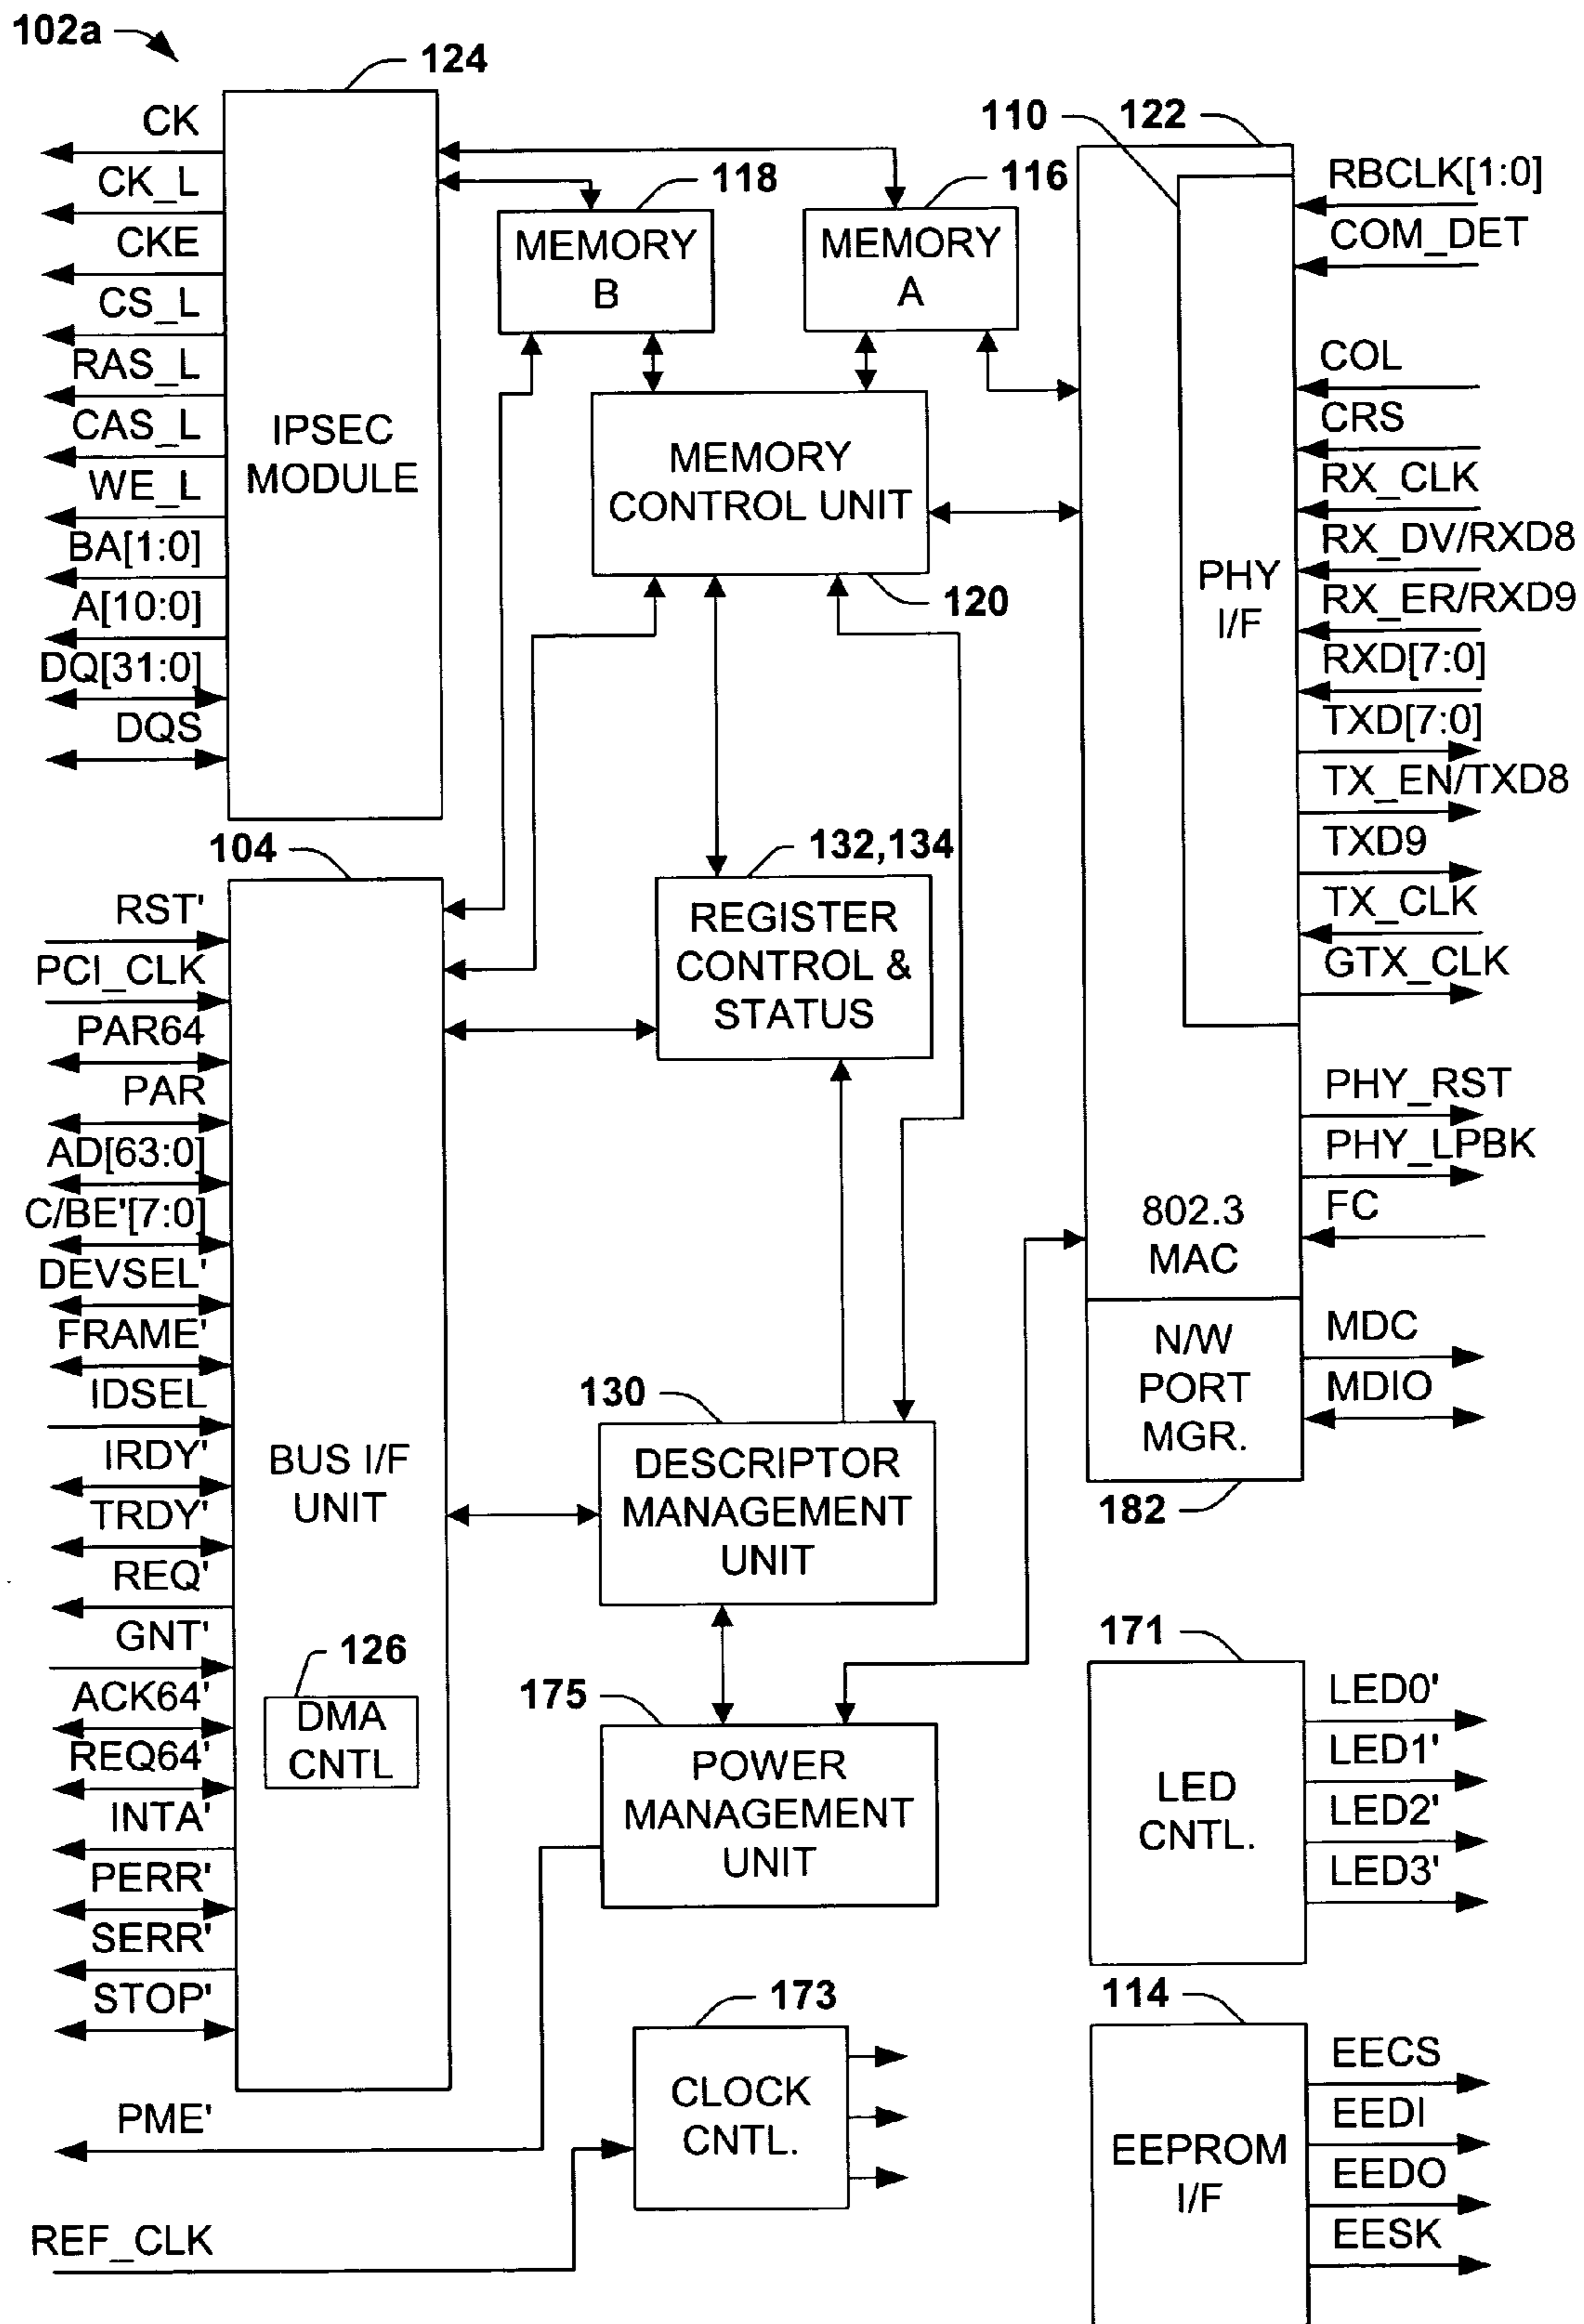 102a
124
CK
CK_L
CKE
CS_L
RAS_L
CAS_L
WE_L
BA[1:0]
A[10:0]
DQ[31:0]
DQS
IPSEC
MODULE
118
MEMORY
B
116
MEMORY
A
MEMORY
CONTROL UNIT
120
110
122
PHY
I/F
RBCLK[1:0]
COM_DET
COL
CRS
RX_CLK
RX_DV/RXD8
RX_ER/RXD9
RXD[7:0]
TXD[7:0]
TX_EN/TXD8
TXD9
TX_CLK
GTX_CLK
PHY_RST
PHY_LPBK
FC
802.3
MAC
N/W
PORT
MGR.
MDC
MDIO
182
104
RST'
PCI_CLK
PAR64
PAR
AD[63:0]
C/BE'[7:0]
DEVSEL'
FRAME'
IDSEL
IRDY'
TRDY'
REQ'
GNT'
ACK64'
REQ64'
INTA'
PERR'
SERR'
STOP'
BUS I/F
UNIT
126
DMA
CNTL
132,134
REGISTER
CONTROL &
STATUS
130
DESCRIPTOR
MANAGEMENT
UNIT
175
POWER
MANAGEMENT
UNIT
171
LED
CNTL.
LED0'
LED1'
LED2'
LED3'
173
CLOCK
CNTL.
PME'
REF_CLK
114
EEPROM
I/F
EECS
EEDI
EEDO
EESK